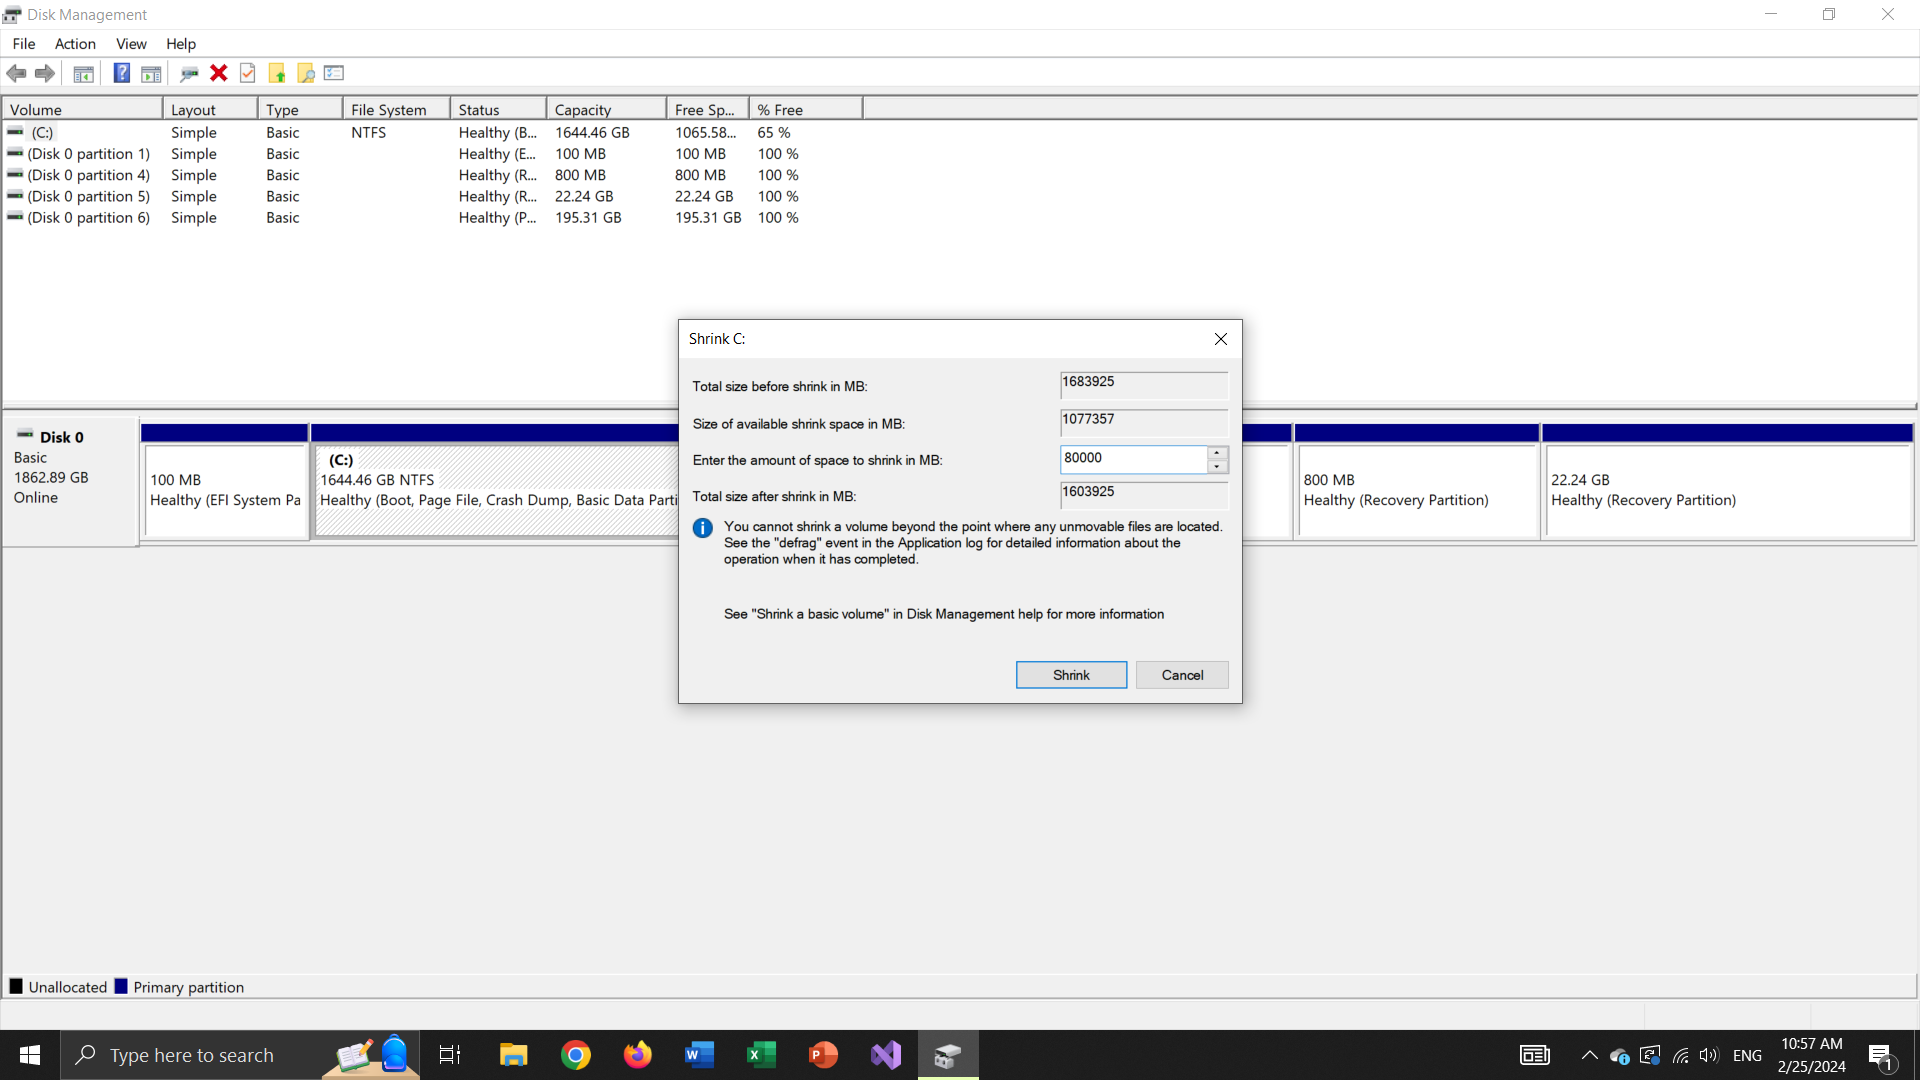 Disk Management
File Action View Help
Volume Layout Type File System Status Capacity Free Sp... % Free
(C:) Simple Basic NTFS Healthy (B... 1644.46 GB 1065.58... 65 %
(Disk 0 partition 1) Simple Basic Healthy (E... 100 MB 100 MB 100 %
(Disk 0 partition 4) Simple Basic Healthy (R... 800 MB 800 MB 100 %
(Disk 0 partition 5) Simple Basic Healthy (R... 22.24 GB 22.24 GB 100 %
(Disk 0 partition 6) Simple Basic Healthy (P... 195.31 GB 195.31 GB 100 %
Shrink C:
Total size before shrink in MB: 1683925
Size of available shrink space in MB: 1077357
Enter the amount of space to shrink in MB: 80000
Total size after shrink in MB: 1603925
You cannot shrink a volume beyond the point where any unmovable files are located.
See the "defrag" event in the Application log for detailed information about the
operation when it has completed.
See "Shrink a basic volume" in Disk Management help for more information
Shrink Cancel
Disk 0
Basic
1862.89 GB
Online
100 MB
Healthy (EFI System Pa
(C:)
1644.46 GB NTFS
Healthy (Boot, Page File, Crash Dump, Basic Data Parti
800 MB
Healthy (Recovery Partition)
22.24 GB
Healthy (Recovery Partition)
Unallocated Primary partition
Type here to search
ENG
10:57 AM
2/25/2024
1